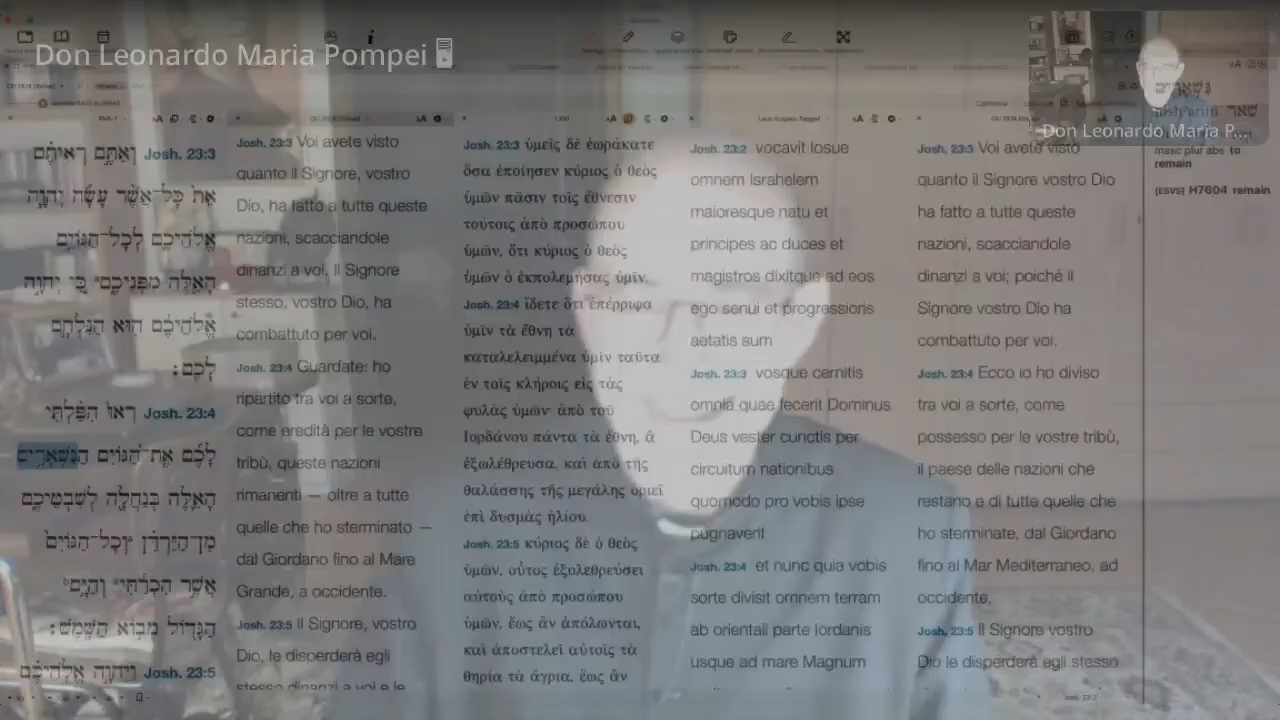 Don Leonardo Maria Pompei
Don Leonardo Maria P...
Josh. 23:3 וְאַתֶּ֣ם רְאִיתֶ֗ם
אֵת֩ כׇּל־אֲשֶׁ֨ר עָשָׂ֜ה יְהוָ֧ה
אֱלֹהֵיכֶ֛ם לְכׇל־הַגּוֹיִ֥ם
הָאֵ֖לֶּה מִפְּנֵיכֶ֑ם כִּ֚י יְהוָ֣ה
אֱלֹהֵיכֶ֔ם ה֖וּא הַנִּלְחָ֥ם
לָכֶֽם׃
Josh. 23:4 רְאוּ֩ הִפַּ֨לְתִּי
לָכֶ֜ם אֶֽת־הַ֠גּוֹיִם הַנִּשְׁאָרִ֥ים
הָאֵ֛לֶּה בְּנַחֲלָ֖ה לְשִׁבְטֵיכֶ֑ם
מִן־הַיַּרְדֵּ֗ן וְכׇל־הַגּוֹיִם֙
אֲשֶׁ֣ר הִכְרַ֔תִּי וְהַיָּ֥ם
הַגָּד֖וֹל מְב֥וֹא הַשָּֽׁמֶשׁ׃
Josh. 23:5 וַיהוָ֣ה אֱלֹהֵיכֶ֗ם
Josh. 23:3 Voi avete visto
quanto il Signore, vostro
Dio, ha fatto a tutte queste
nazioni, scacciandole
dinanzi a voi. Il Signore
stesso, vostro Dio, ha
combattuto per voi.
Josh. 23:4 Guardate: ho
ripartito tra voi a sorte,
come eredità per le vostre
tribù, queste nazioni
rimanenti — oltre a tutte
quelle che ho sterminato —
dal Giordano fino al Mare
Grande, a occidente.
Josh. 23:5 Il Signore, vostro
Dio, le disperderà egli
stesso dinanzi a voi e le
Josh. 23:3 ὑμεῖς δὲ ἑωράκατε
ὅσα ἐποίησεν κύριος ὁ θεὸς
ὑμῶν πᾶσιν τοῖς ἔθνεσιν
τούτοις ἀπὸ προσώπου
ὑμῶν, ὅτι κύριος ὁ θεὸς
ὑμῶν ὁ ἐκπολεμήσας ὑμῖν.
Josh. 23:4 ἴδετε ὅτι ἐπέρριφα
ὑμῖν τὰ ἔθνη τὰ
καταλελειμμένα ὑμῖν ταῦτα
ἐν τοῖς κλήροις εἰς τὰς
φυλὰς ὑμῶν· ἀπὸ τοῦ
Ιορδάνου πάντα τὰ ἔθνη, ἃ
ἐξωλέθρευσα, καὶ ἀπὸ τῆς
θαλάσσης τῆς μεγάλης ὁριεῖ
ἐπὶ δυσμὰς ἡλίου.
Josh. 23:5 κύριος δὲ ὁ θεὸς
ὑμῶν, οὗτος ἐξολεθρεύσει
αὐτοὺς ἀπὸ προσώπου
ὑμῶν, ἕως ἂν ἀπόλωνται,
καὶ ἀποστελεῖ αὐτοῖς τὰ
θηρία τὰ ἄγρια, ἕως ἂν
Josh. 23:2 vocavit Iosue
omnem Israhelem
maioresque natu et
principes ac duces et
magistros dixitque ad eos
ego senui et progressioris
aetatis sum
Josh. 23:3 vosque cernitis
omnia quae fecerit Dominus
Deus vester cunctis per
circuitum nationibus
quomodo pro vobis ipse
pugnaverit
Josh. 23:4 et nunc quia vobis
sorte divisit omnem terram
ab orientali parte Iordanis
usque ad mare Magnum
Josh. 23:3 Voi avete visto
quanto il Signore vostro Dio
ha fatto a tutte queste
nazioni, scacciandole
dinanzi a voi; poiché il
Signore vostro Dio ha
combattuto per voi.
Josh. 23:4 Ecco io ho diviso
tra voi a sorte, come
possesso per le vostre tribù,
il paese delle nazioni che
restano e di tutte quelle che
ho sterminate, dal Giordano
fino al Mar Mediterraneo, ad
occidente.
Josh. 23:5 Il Signore vostro
Dio le disperderà egli stesso
masc plur abs to
remain
[ESVS] H7604 remain